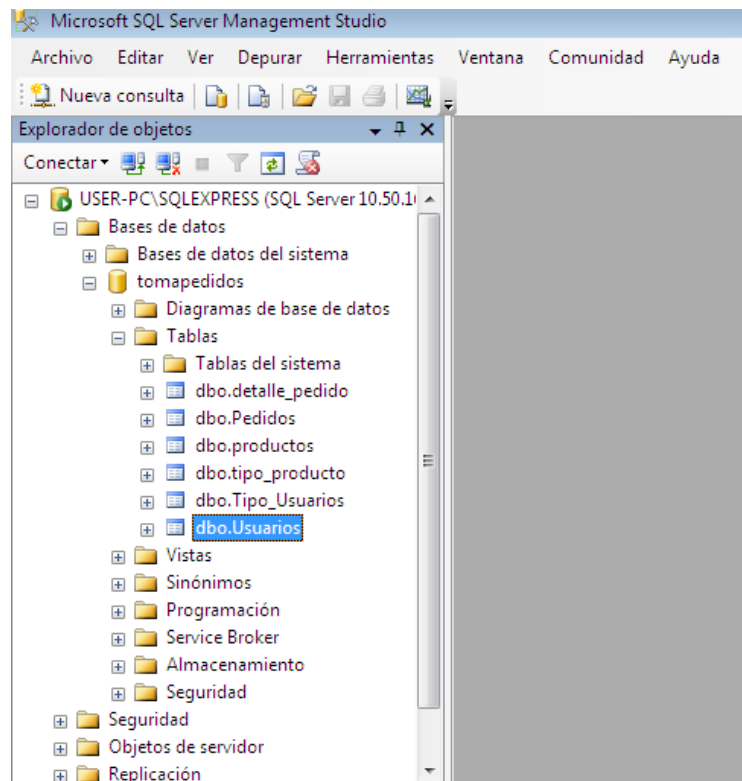 Microsoft SQL Server Management Studio
Archivo Editar Ver Depurar Herramientas Ventana Comunidad Ayuda
Nueva consulta
Explorador de objetos
Conectar
USER-PC\SQLEXPRESS (SQL Server 10.50.1
Bases de datos
Bases de datos del sistema
tomapedidos
Diagramas de base de datos
Tablas
Tablas del sistema
dbo.detalle_pedido
dbo.Pedidos
dbo.productos
dbo.tipo_producto
dbo.Tipo_Usuarios
dbo.Usuarios
Vistas
Sinónimos
Programación
Service Broker
Almacenamiento
Seguridad
Seguridad
Objetos de servidor
Replicación